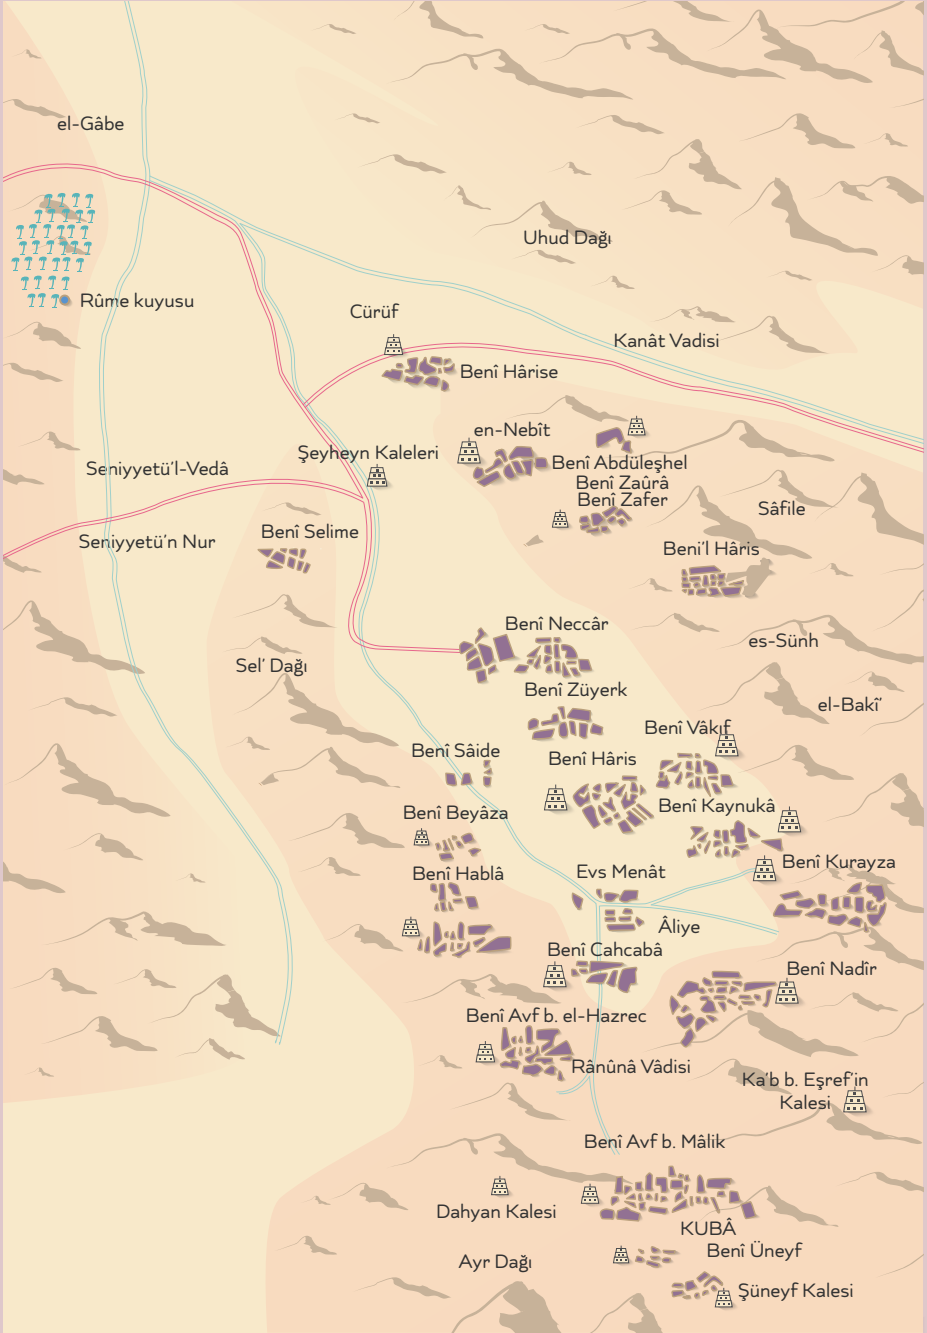 el-Gâbe
Uhud Dağı
Rûme kuyusu
Cürüf
Kanât Vadisi
Benî Hârise
en-Nebît
Şeyheyn Kaleleri
Benî Abdüleşhel
Seniyyetü'l-Vedâ
Benî Zaûrâ
Benî Zafer
Sâfile
Benî Selime
Seniyyetü'n Nur
Beni'l Hâris
Benî Neccâr
es-Sünh
Sel' Dağı
Benî Züyerk
el-Bakî'
Benî Vâkıf
Benî Sâide
Benî Hâris
Benî Kaynukâ
Benî Beyâza
Benî Kurayza
Benî Hablâ
Evs Menât
Âliye
Benî Cahcabâ
Benî Nadîr
Benî Avf b. el-Hazrec
Rânûnâ Vâdisi
Ka'b b. Eşref'in
Kalesi
Benî Avf b. Mâlik
Dahyan Kalesi
KUBÂ
Benî Üneyf
Ayr Dağı
Şüneyf Kalesi